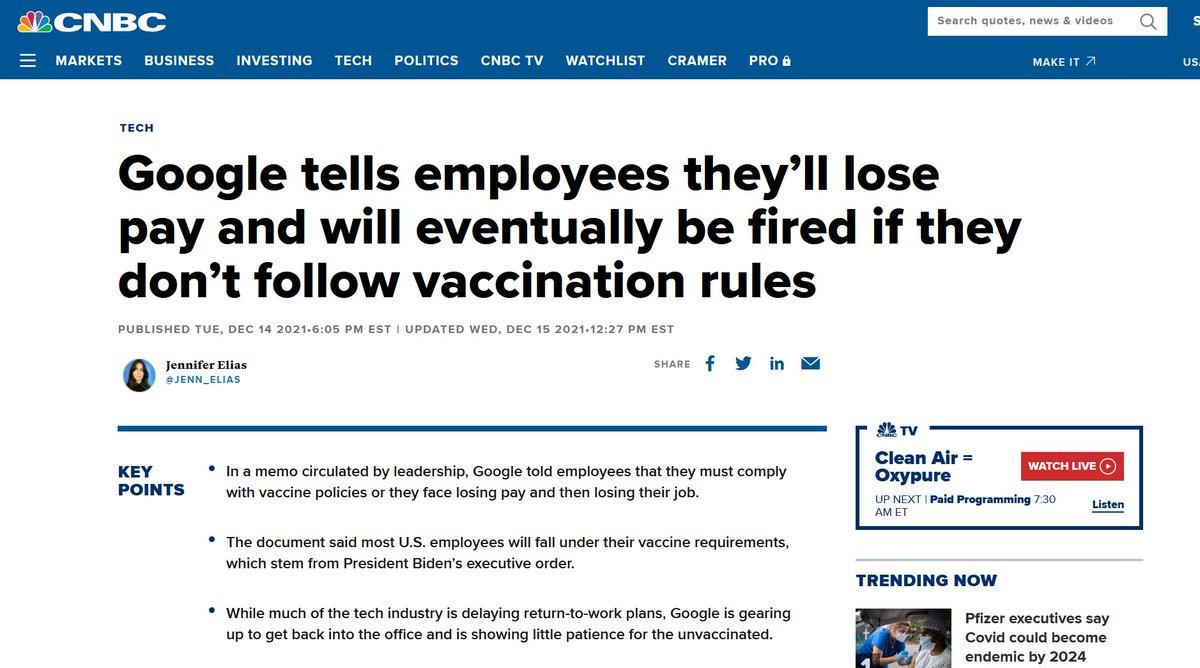 CNBC
Search quotes, news & videos
S
MARKETS BUSINESS INVESTING TECH POLITICS CNBC TV WATCHLIST CRAMER PRO
MAKE IT
US
TECH
Google tells employees they’ll lose
pay and will eventually be fired if they
don’t follow vaccination rules
PUBLISHED TUE, DEC 14 2021•6:05 PM EST | UPDATED WED, DEC 15 2021•12:27 PM EST
Jennifer Elias
@JENN_ELIAS
SHARE
KEY
POINTS
• In a memo circulated by leadership, Google told employees that they must comply
with vaccine policies or they face losing pay and then losing their job.
• The document said most U.S. employees will fall under their vaccine requirements,
which stem from President Biden’s executive order.
• While much of the tech industry is delaying return-to-work plans, Google is gearing
up to get back into the office and is showing little patience for the unvaccinated.
CNBC TV
Clean Air =
Oxypure
WATCH LIVE
UP NEXT | Paid Programming 7:30
AM ET
Listen
TRENDING NOW
1
Pfizer executives say
Covid could become
endemic by 2024